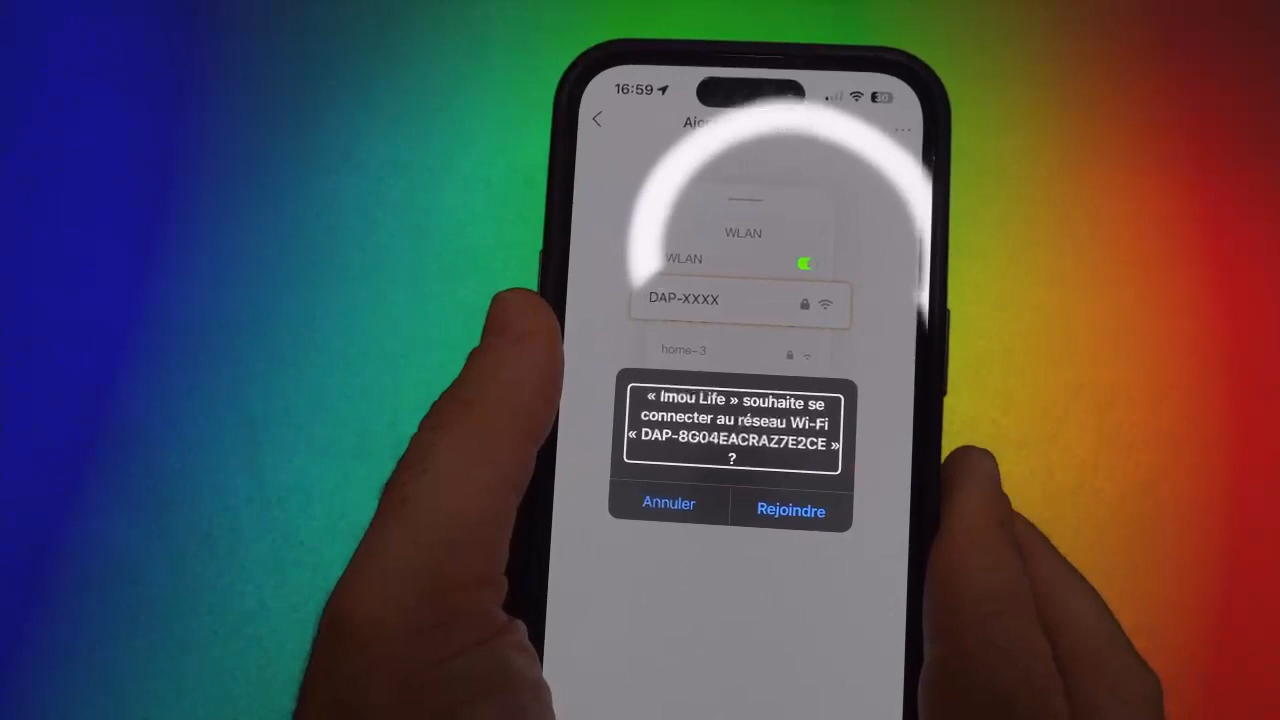 16:59
30
WLAN
WLAN
DAP-XXXX
home-3
« Imou Life » souhaite se
connecter au réseau Wi-Fi
« DAP-8G04EACRAZ7E2CE »
?
Annuler
Rejoindre